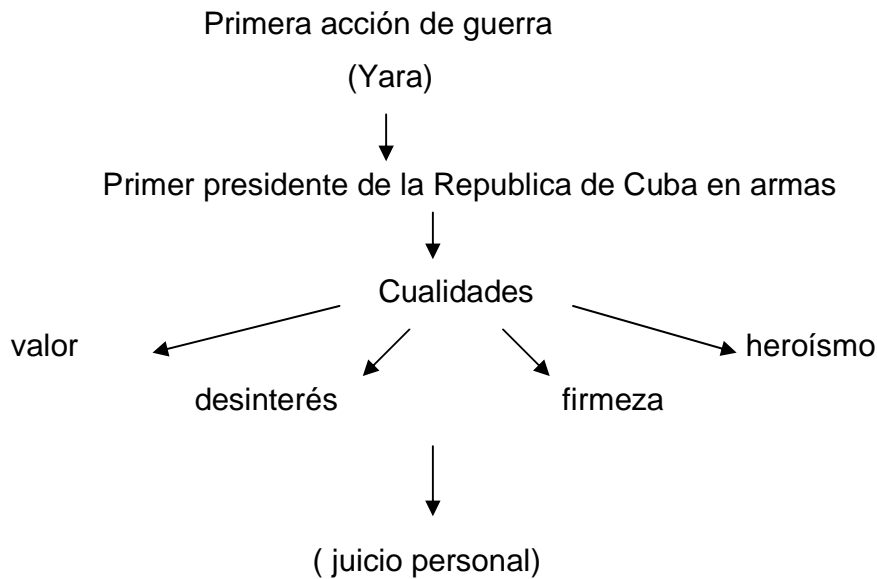 Primera acción de guerra
(Yara)
Primer presidente de la Republica de Cuba en armas
Cualidades
valor
heroísmo
desinterés
firmeza
( juicio personal)